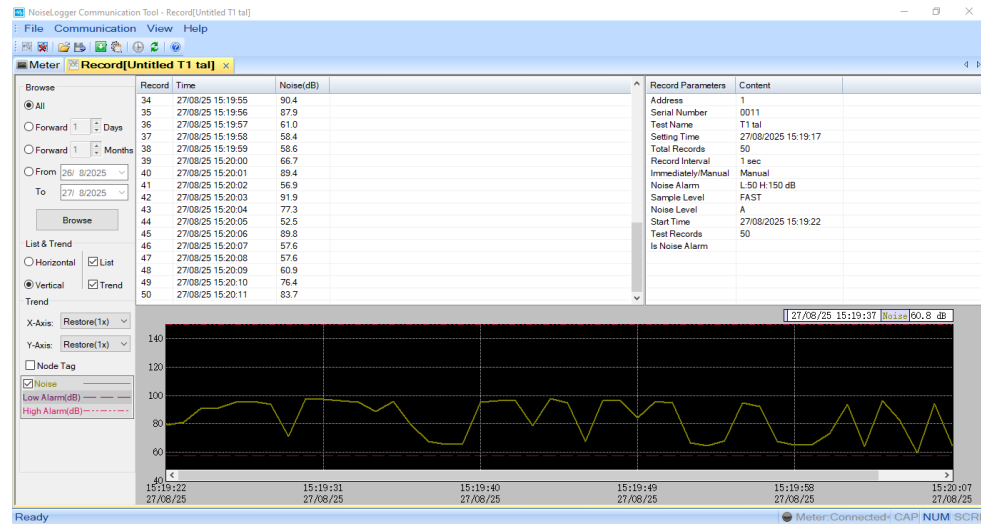 NoiseLogger Communication Tool - Record[Untitled T1 tal]
File Communication View Help
Meter Record[Untitled T1 tal] ×
Browse
All
Forward 1 Days
Forward 1 Months
From 26/ 8/2025
To 27/ 8/2025
Browse
List & Trend
Horizontal List
Vertical Trend
Trend
X-Axis: Restore(1x)
Y-Axis: Restore(1x)
Node Tag
Noise
Low Alarm(dB)
High Alarm(dB)
Record Time Noise(dB)
34 27/08/25 15:19:55 90.4
35 27/08/25 15:19:56 87.9
36 27/08/25 15:19:57 61.0
37 27/08/25 15:19:58 58.4
38 27/08/25 15:19:59 58.6
39 27/08/25 15:20:00 66.7
40 27/08/25 15:20:01 89.4
41 27/08/25 15:20:02 56.9
42 27/08/25 15:20:03 91.9
43 27/08/25 15:20:04 77.3
44 27/08/25 15:20:05 52.5
45 27/08/25 15:20:06 89.8
46 27/08/25 15:20:07 57.6
47 27/08/25 15:20:08 57.6
48 27/08/25 15:20:09 60.9
49 27/08/25 15:20:10 76.4
50 27/08/25 15:20:11 83.7
Record Parameters Content
Address 1
Serial Number 0011
Test Name T1 tal
Setting Time 27/08/2025 15:19:17
Total Records 50
Record Interval 1 sec
Immediately/Manual Manual
Noise Alarm L:50 H:150 dB
Sample Level FAST
Noise Level A
Start Time 27/08/2025 15:19:22
Test Records 50
Is Noise Alarm
27/08/25 15:19:37 Noise 60.8 dB
140
120
100
80
60
40
15:19:22 15:19:31 15:19:40 15:19:49 15:19:58 15:20:07
27/08/25 27/08/25 27/08/25 27/08/25 27/08/25 27/08/25
Ready Meter:Connected CAP NUM SCR